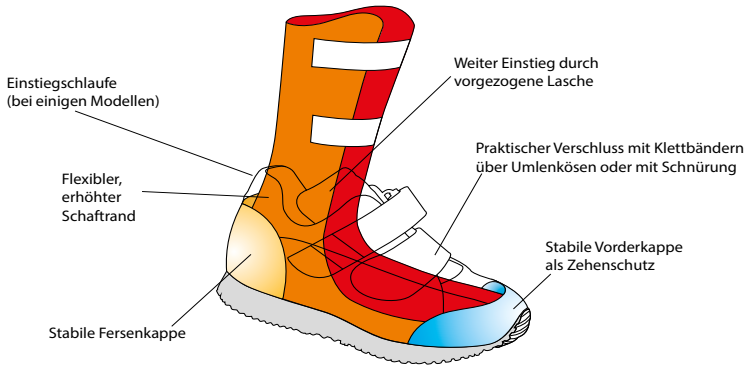 Weiter Einstieg durch
vorgezogene Lasche
Einstiegschlaufe
(bei einigen Modellen)
Praktischer Verschluss mit Klettbändern
über Umlenkösen oder mit Schnürung
Flexibler,
erhöhter
Schaftrand
Stabile Vorderkappe
als Zehenschutz
Stabile Fersenkappe